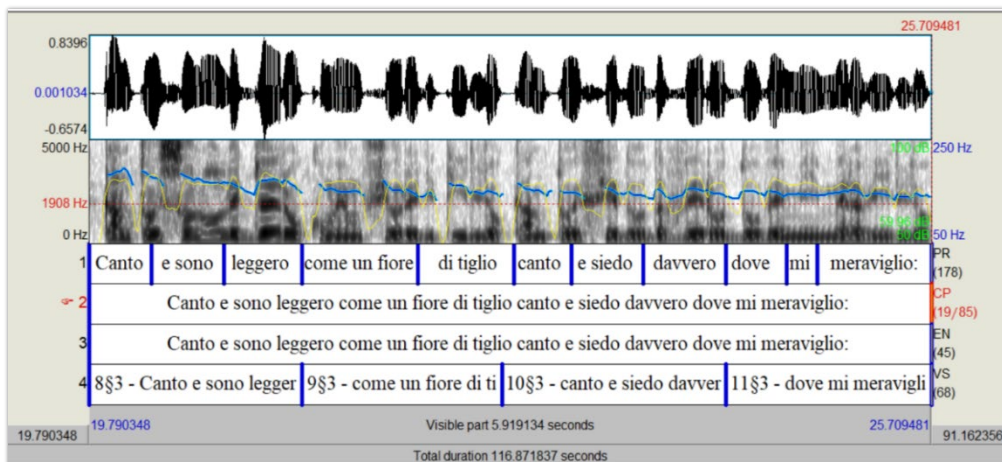 25.709481
0.8396
0.001034
-0.6574
5000 Hz 100 dB 250 Hz
1908 Hz
59.96 dB
0 Hz 50 dB 50 Hz
1 Canto e sono leggero come un fiore di tiglio canto e siedo davvero dove mi meraviglio: PR (178)
2 Canto e sono leggero come un fiore di tiglio canto e siedo davvero dove mi meraviglio: CP (19/85)
3 Canto e sono leggero come un fiore di tiglio canto e siedo davvero dove mi meraviglio: EN (45)
4 8§3 - Canto e sono legger 9§3 - come un fiore di ti 10§3 - canto e siedo davver 11§3 - dove mi meravigli VS (68)
19.790348 Visible part 5.919134 seconds 25.709481
19.790348 91.162356
Total duration 116.871837 seconds